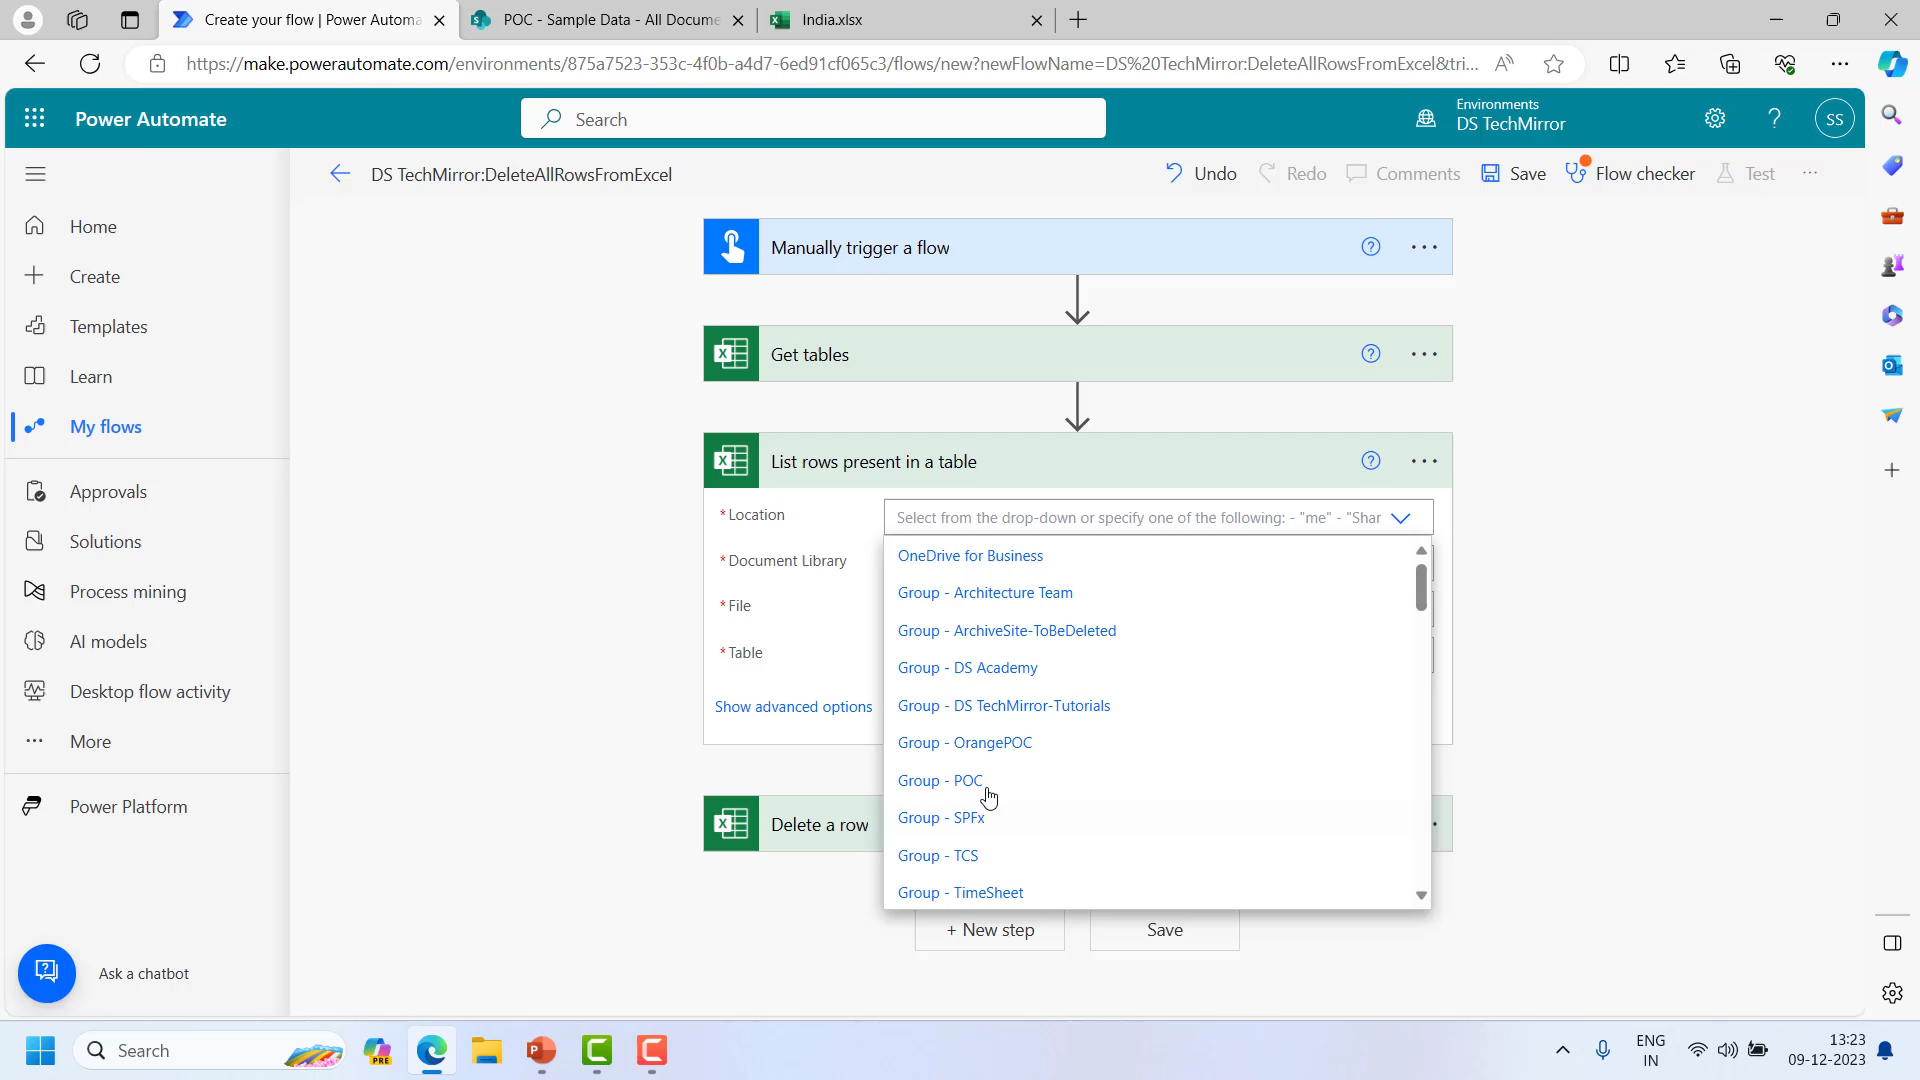 Create your flow | Power Automa
POC - Sample Data - All Docume
India.xlsx
https://make.powerautomate.com/environments/875a7523-353c-4f0b-a4d7-6ed91cf065c3/flows/new?newFlowName=DS%20TechMirror:DeleteAllRowsFromExcel&tri...
Power Automate
Search
Environments
DS TechMirror
SS
DS TechMirror:DeleteAllRowsFromExcel
Undo
Redo
Comments
Save
Flow checker
Test
Home
Create
Templates
Learn
My flows
Approvals
Solutions
Process mining
AI models
Desktop flow activity
More
Power Platform
Ask a chatbot
Manually trigger a flow
Get tables
List rows present in a table
* Location
Select from the drop-down or specify one of the following: - "me" - "Shar
* Document Library
* File
* Table
Show advanced options
OneDrive for Business
Group - Architecture Team
Group - ArchiveSite-ToBeDeleted
Group - DS Academy
Group - DS TechMirror-Tutorials
Group - OrangePOC
Group - POC
Group - SPFx
Group - TCS
Group - TimeSheet
Delete a row
+ New step
Save
Search
PRE
ENG
IN
13:23
09-12-2023